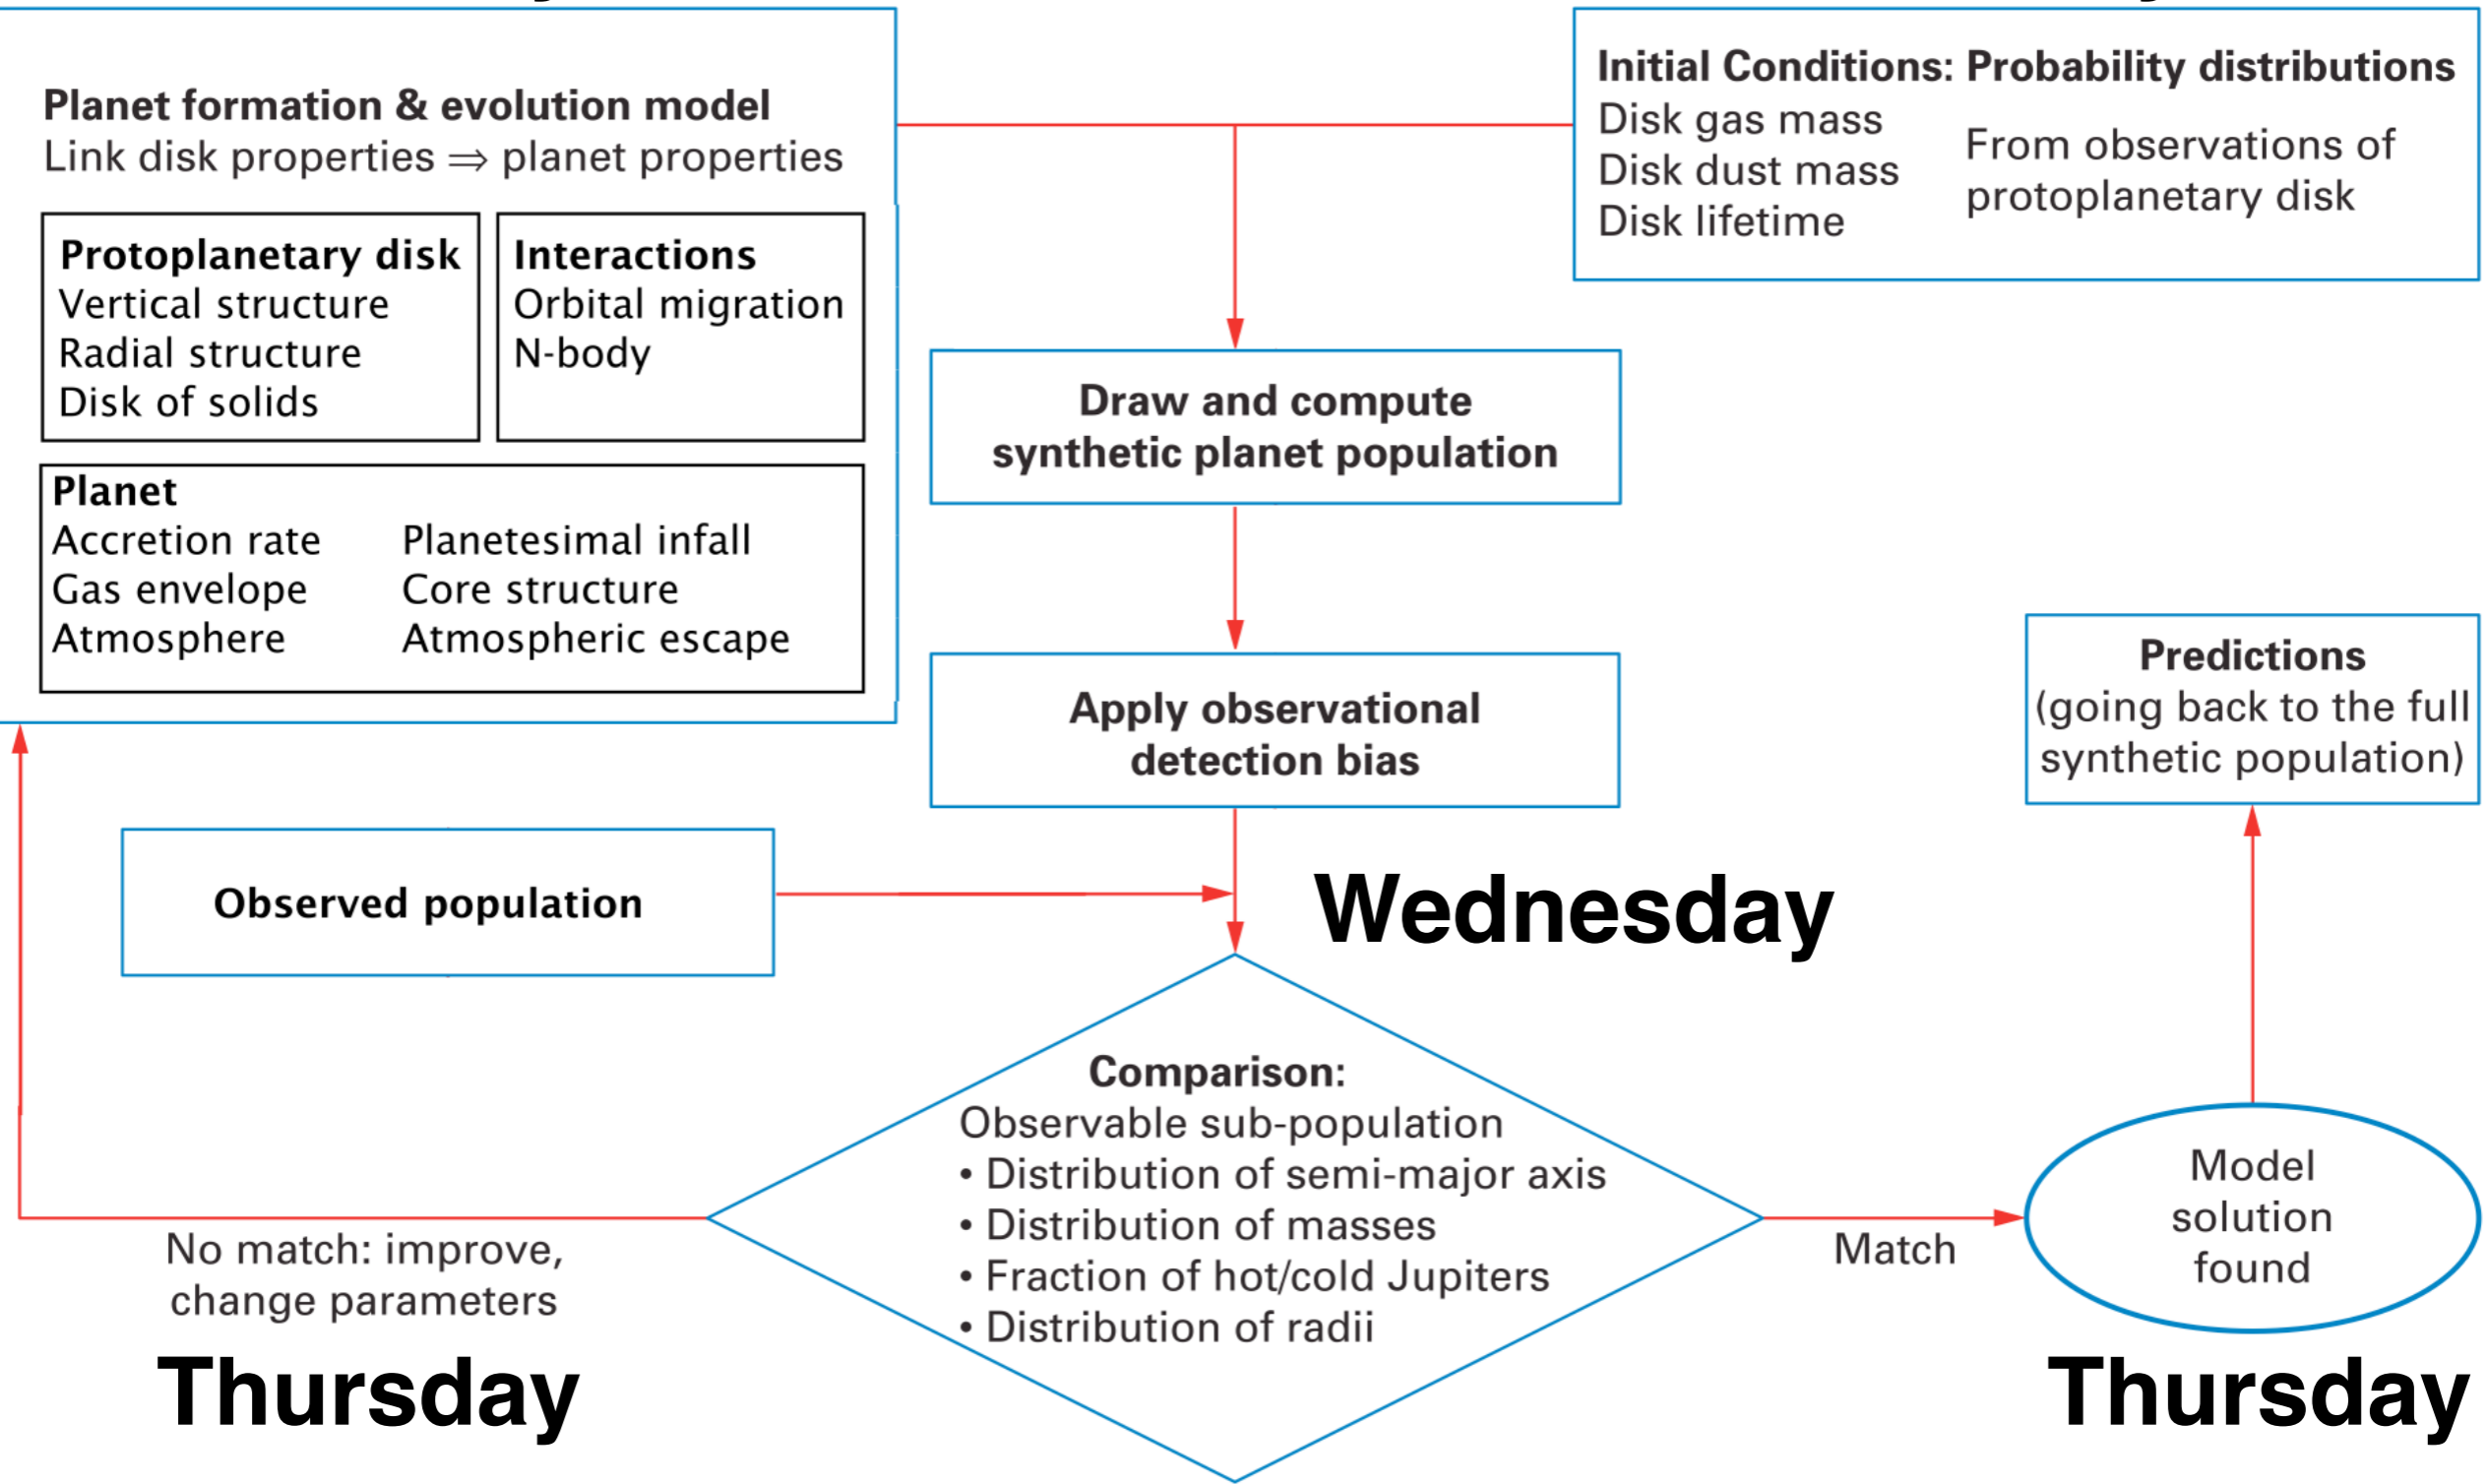 Planet formation & evolution model
Link disk properties ⇒ planet properties
Protoplanetary disk
Vertical structure
Radial structure
Disk of solids
Interactions
Orbital migration
N-body
Planet
Accretion rate
Gas envelope
Atmosphere
Planetesimal infall
Core structure
Atmospheric escape
Initial Conditions:
Disk gas mass
Disk dust mass
Disk lifetime
Probability distributions
From observations of
protoplanetary disk
Draw and compute
synthetic planet population
Apply observational
detection bias
Observed population
Wednesday
Predictions
(going back to the full
synthetic population)
Comparison:
Observable sub-population
• Distribution of semi-major axis
• Distribution of masses
• Fraction of hot/cold Jupiters
• Distribution of radii
No match: improve,
change parameters
Thursday
Match
Model
solution
found
Thursday